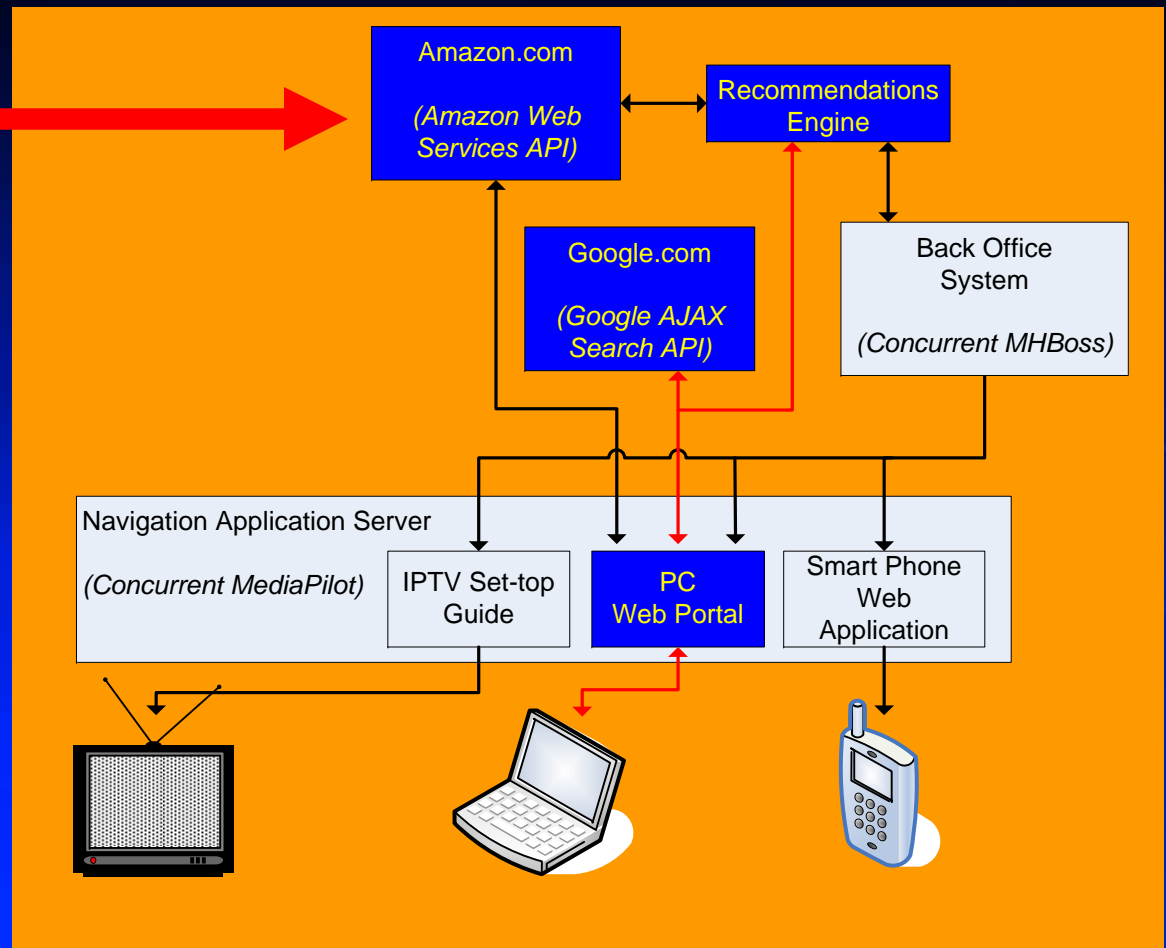 Amazon.com
(Amazon Web
Services API)
Recommendations
Engine
Google.com
(Google AJAX
Search API)
Back Office
System
(Concurrent MHBoss)
Navigation Application Server
(Concurrent MediaPilot)
IPTV Set-top
Guide
PC
Web Portal
Smart Phone
Web
Application